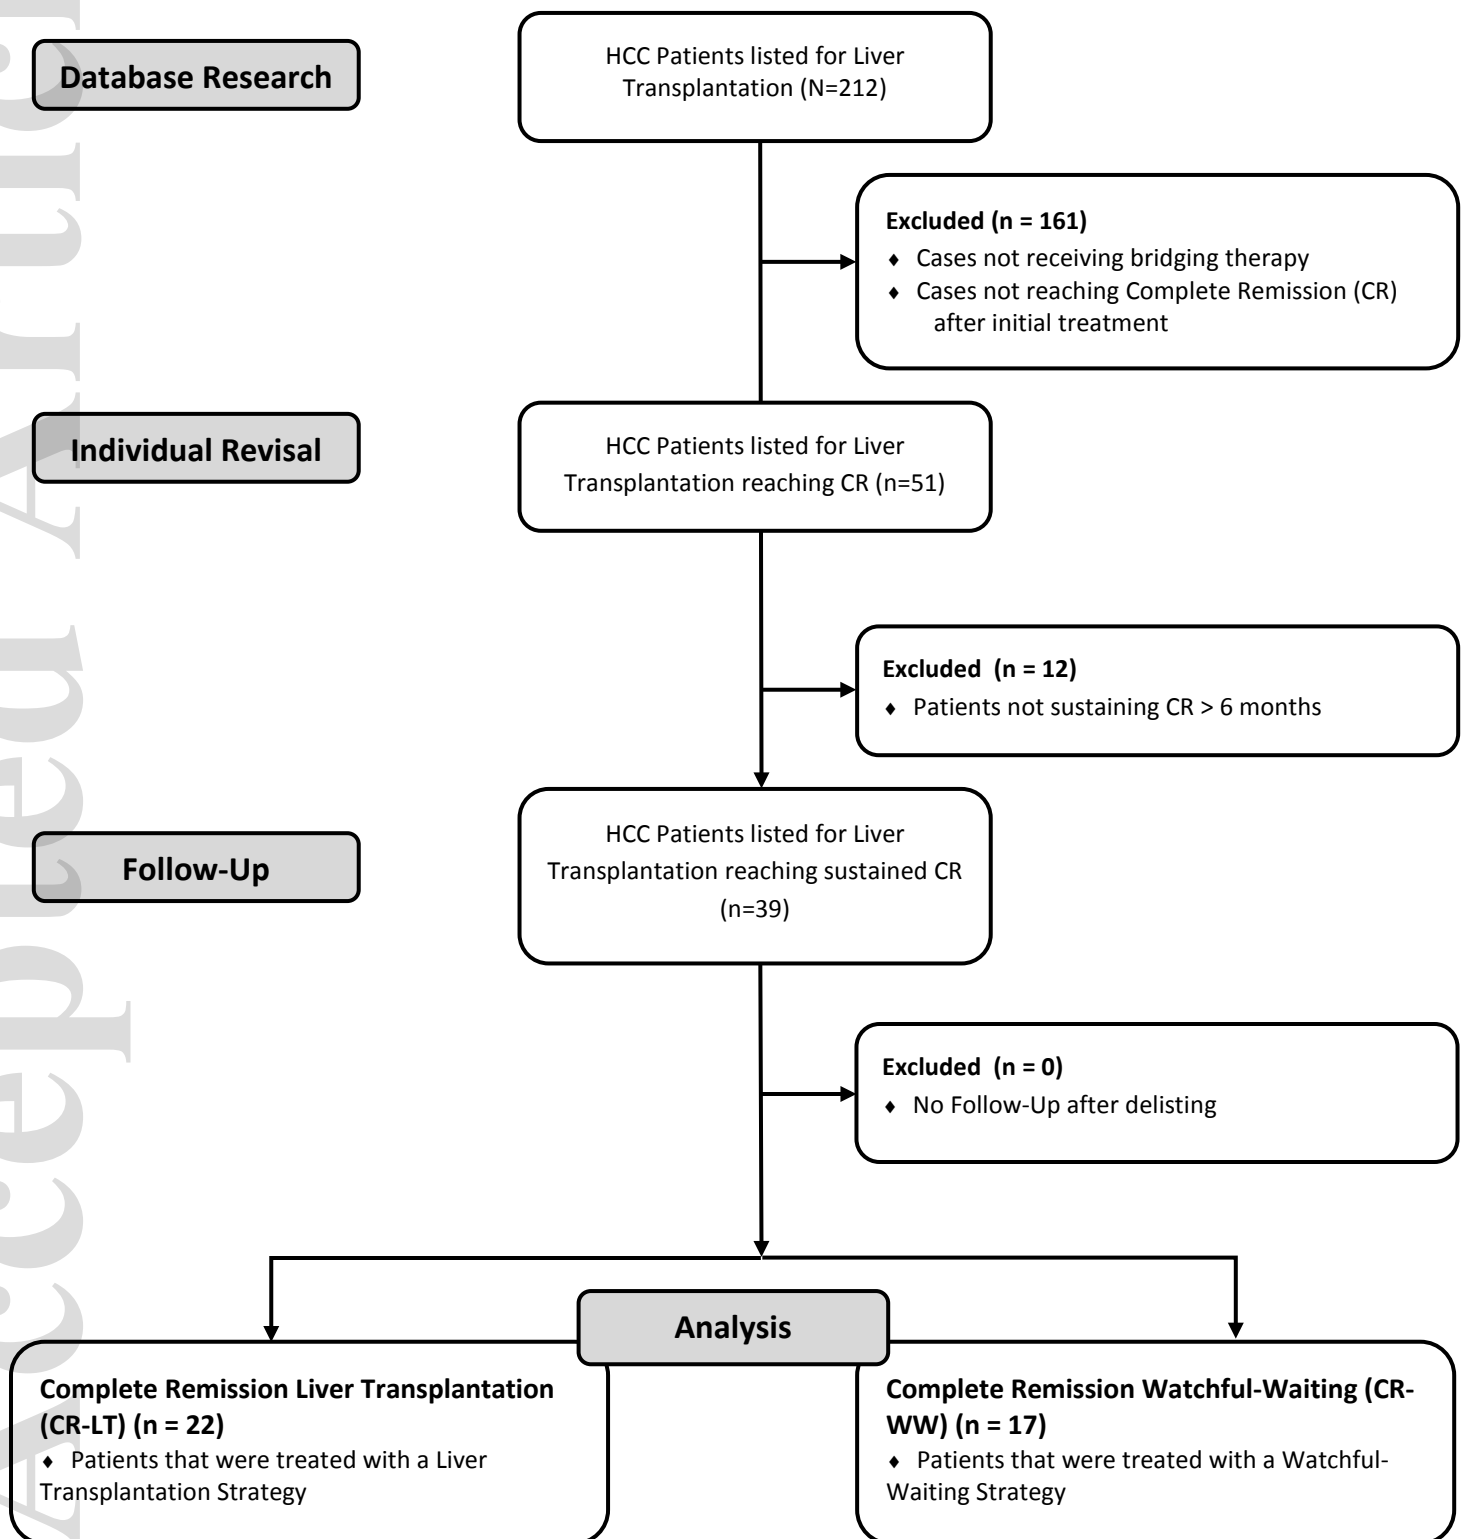 Database Research
HCC Patients listed for Liver
Transplantation (N=212)
Excluded (n = 161)
♦ Cases not receiving bridging therapy
♦ Cases not reaching Complete Remission (CR)
after initial treatment
Individual Revisal
HCC Patients listed for Liver
Transplantation reaching CR (n=51)
Excluded (n = 12)
♦ Patients not sustaining CR > 6 months
Follow-Up
HCC Patients listed for Liver
Transplantation reaching sustained CR
(n=39)
Excluded (n = 0)
♦ No Follow-Up after delisting
Analysis
Complete Remission Liver Transplantation
(CR-LT) (n = 22)
♦ Patients that were treated with a Liver
Transplantation Strategy
Complete Remission Watchful-Waiting (CR-
WW) (n = 17)
♦ Patients that were treated with a Watchful-
Waiting Strategy
Accepted Artic